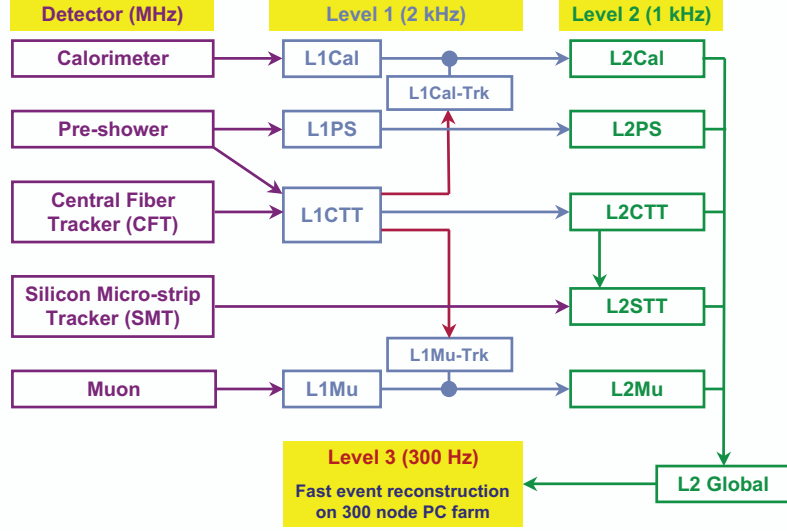 Detector (MHz)
Level 1 (2 kHz)
Level 2 (1 kHz)
Calorimeter
L1Cal
L2Cal
L1Cal-Trk
Pre-shower
L1PS
L2PS
Central Fiber
Tracker (CFT)
L1CTT
L2CTT
Silicon Micro-strip
Tracker (SMT)
L2STT
L1Mu-Trk
Muon
L1Mu
L2Mu
Level 3 (300 Hz)
Fast event reconstruction
on 300 node PC farm
L2 Global